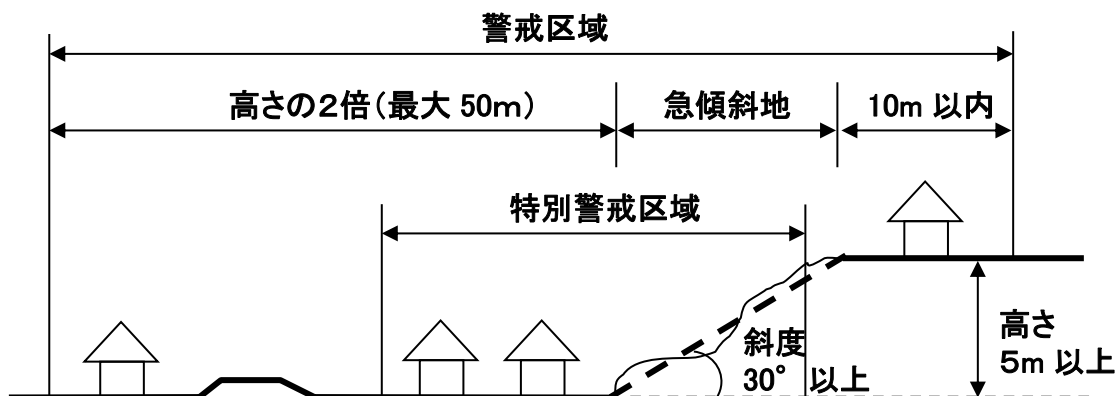 警戒区域
高さの２倍（最大 50ｍ）
急傾斜地
10m 以内
特別警戒区域
斜度
30° 以上
高さ
5m 以上